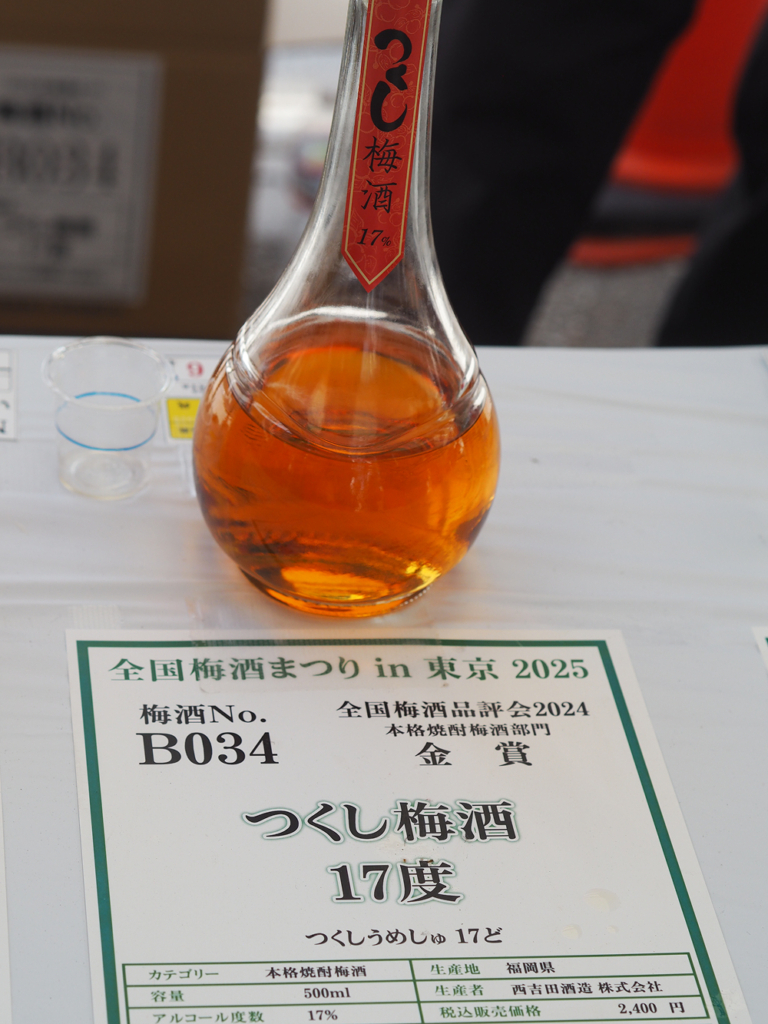 つくし
梅酒
17%
全国梅酒まつり in 東京 2025
梅酒No.
B034
全国梅酒品評会2024
本格焼酎梅酒部門
金 賞
つくし梅酒
17度
つくしうめしゅ 17ど
カテゴリー 本格焼酎梅酒
容量 500ml
アルコール度数 17%
生産地 福岡県
生産者 西吉田酒造 株式会社
税込販売価格 2,400 円